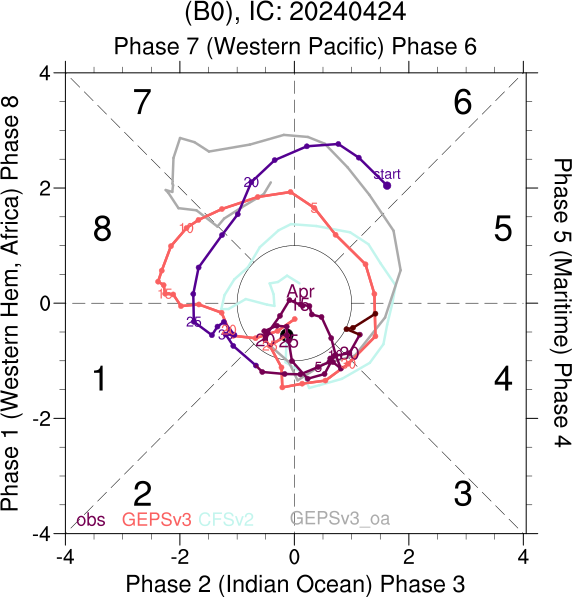 (B0), IC: 20240424
Phase 7 (Western Pacific) Phase 6
4
7
6
start
20
2
5
10
Phase 1 (Western Hem, Africa) Phase 8
8
5
Phase 5 (Maritime) Phase 4
Apr
15
15
0
25
30
20
25
30
5
1
4
-2
2
3
obs
GEPSv3
CFSv2
GEPSv3_oa
-4
-4
-2
0
2
4
Phase 2 (Indian Ocean) Phase 3